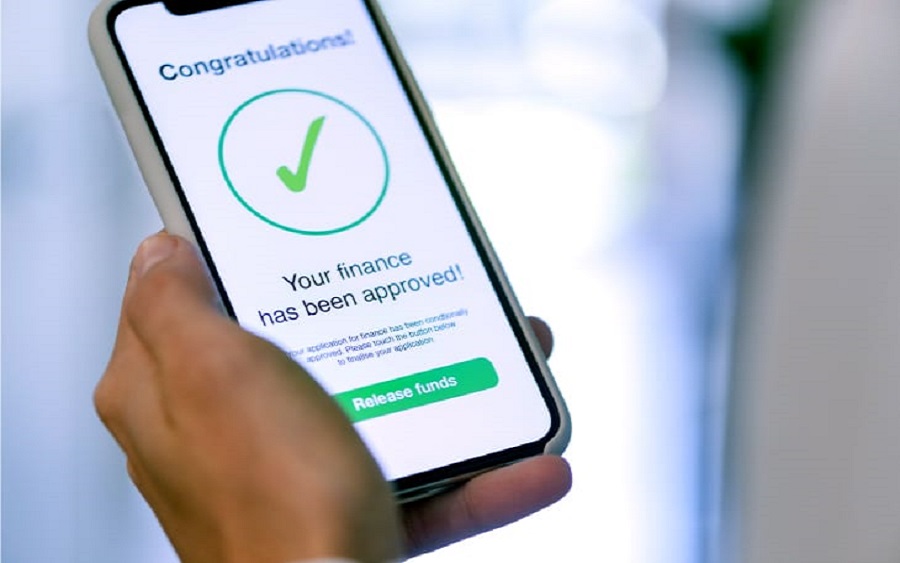 Congratulations!
Your finance
has been approved!
your application for finance has been conditionally
approved. Please touch the button below
to finalise your application
Release funds